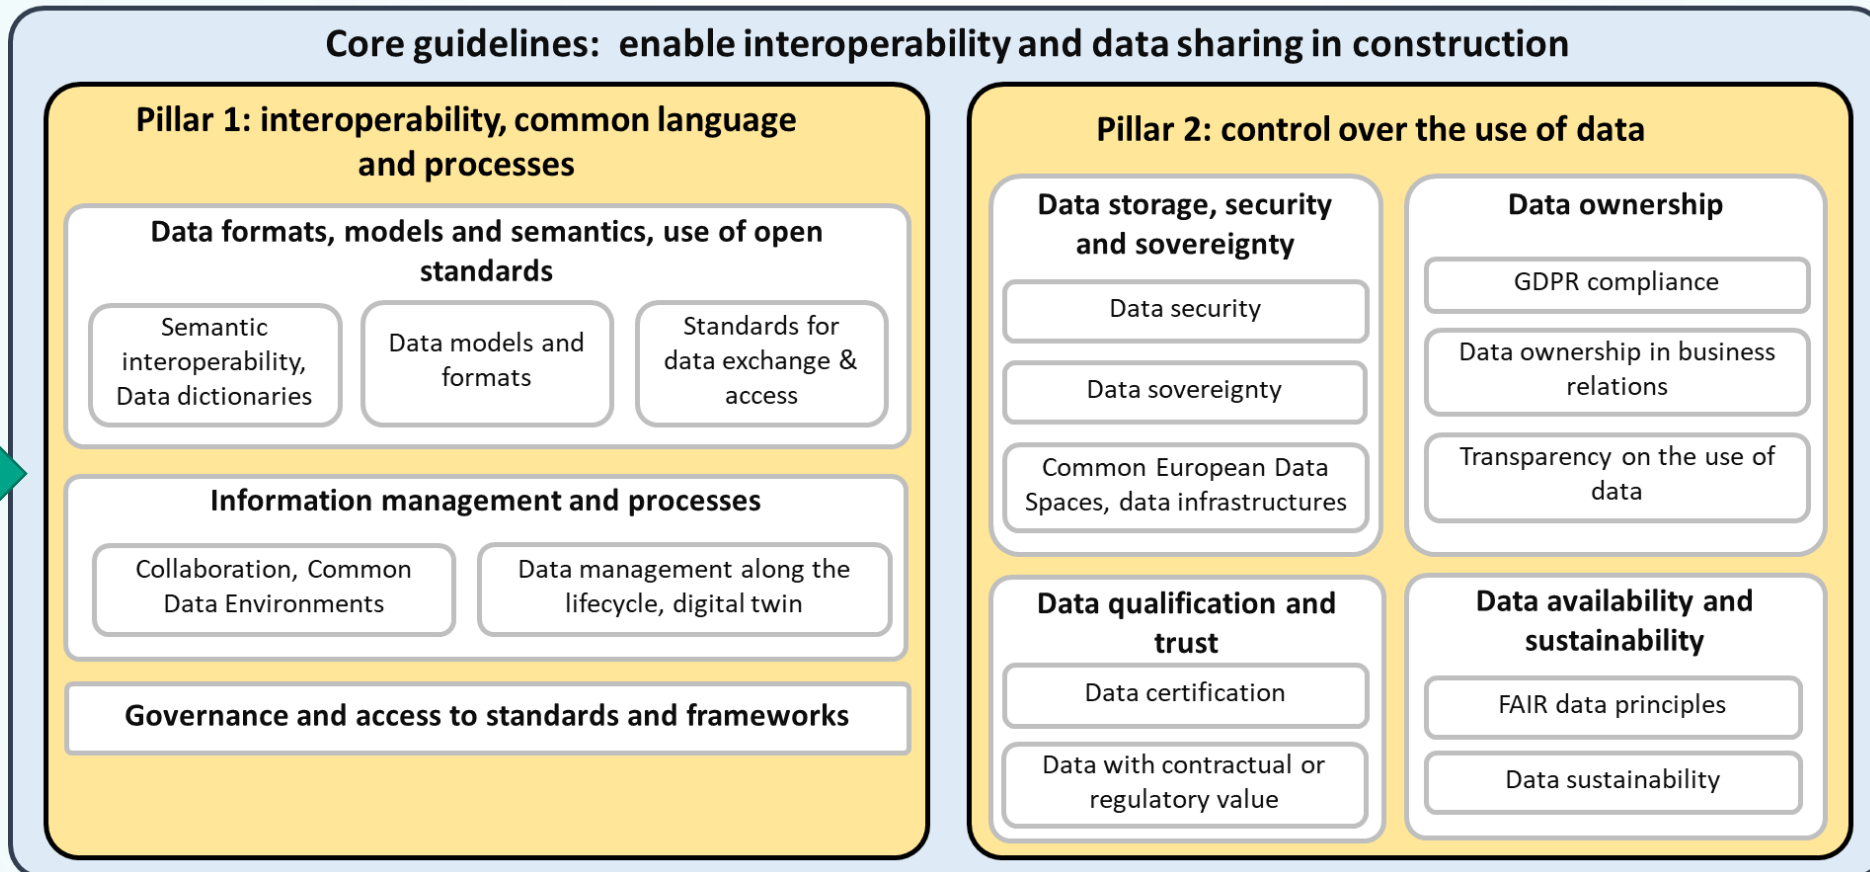 Core guidelines: enable interoperability and data sharing in construction
Pillar 1: interoperability, common language
and processes
Data formats, models and semantics, use of open
standards
Semantic
interoperability,
Data dictionaries
Data models and
formats
Standards for
data exchange &
access
Information management and processes
Collaboration, Common
Data Environments
Data management along the
lifecycle, digital twin
Governance and access to standards and frameworks
Pillar 2: control over the use of data
Data storage, security
and sovereignty
Data security
Data sovereignty
Common European Data
Spaces, data infrastructures
Data ownership
GDPR compliance
Data ownership in business
relations
Transparency on the use of
data
Data qualification and
trust
Data certification
Data with contractual or
regulatory value
Data availability and
sustainability
FAIR data principles
Data sustainability